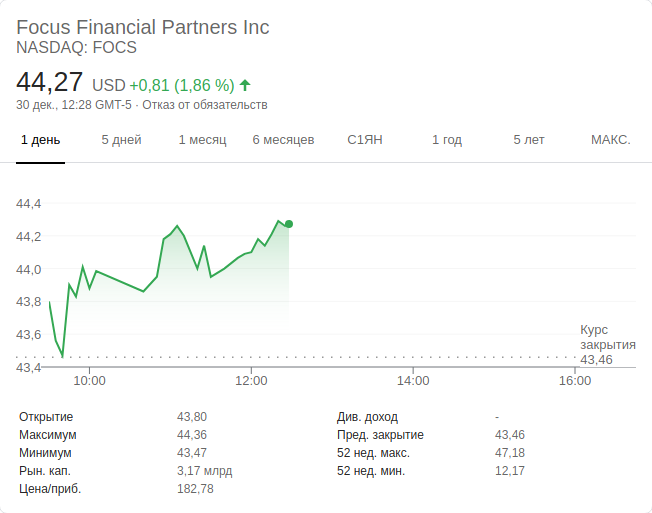 Focus Financial Partners Inc
NASDAQ: FOCS
44,27 USD +0,81 (1,86 %)
30 дек., 12:28 GMT-5 · Отказ от обязательств
1 день 5 дней 1 месяц 6 месяцев С1ЯН 1 год 5 лет МАКС.
44,4
44,2
44,0
43,8
43,6
43,4
Курс
закрытия
43,46
10:00 12:00 14:00 16:00
Открытие 43,80 Див. доход -
Максимум 44,36 Пред. закрытие 43,46
Минимум 43,47 52 нед. макс. 47,18
Рын. кап. 3,17 млрд 52 нед. мин. 12,17
Цена/приб. 182,78